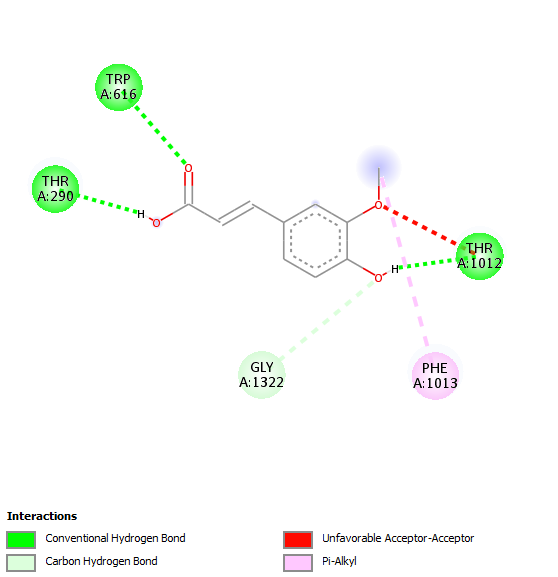 TRP
A:616
THR
A:290
H
O
O
O
O
H
THR
A:1012
GLY
A:1322
PHE
A:1013
Interactions
Conventional Hydrogen Bond
Carbon Hydrogen Bond
Unfavorable Acceptor-Acceptor
Pi-Alkyl